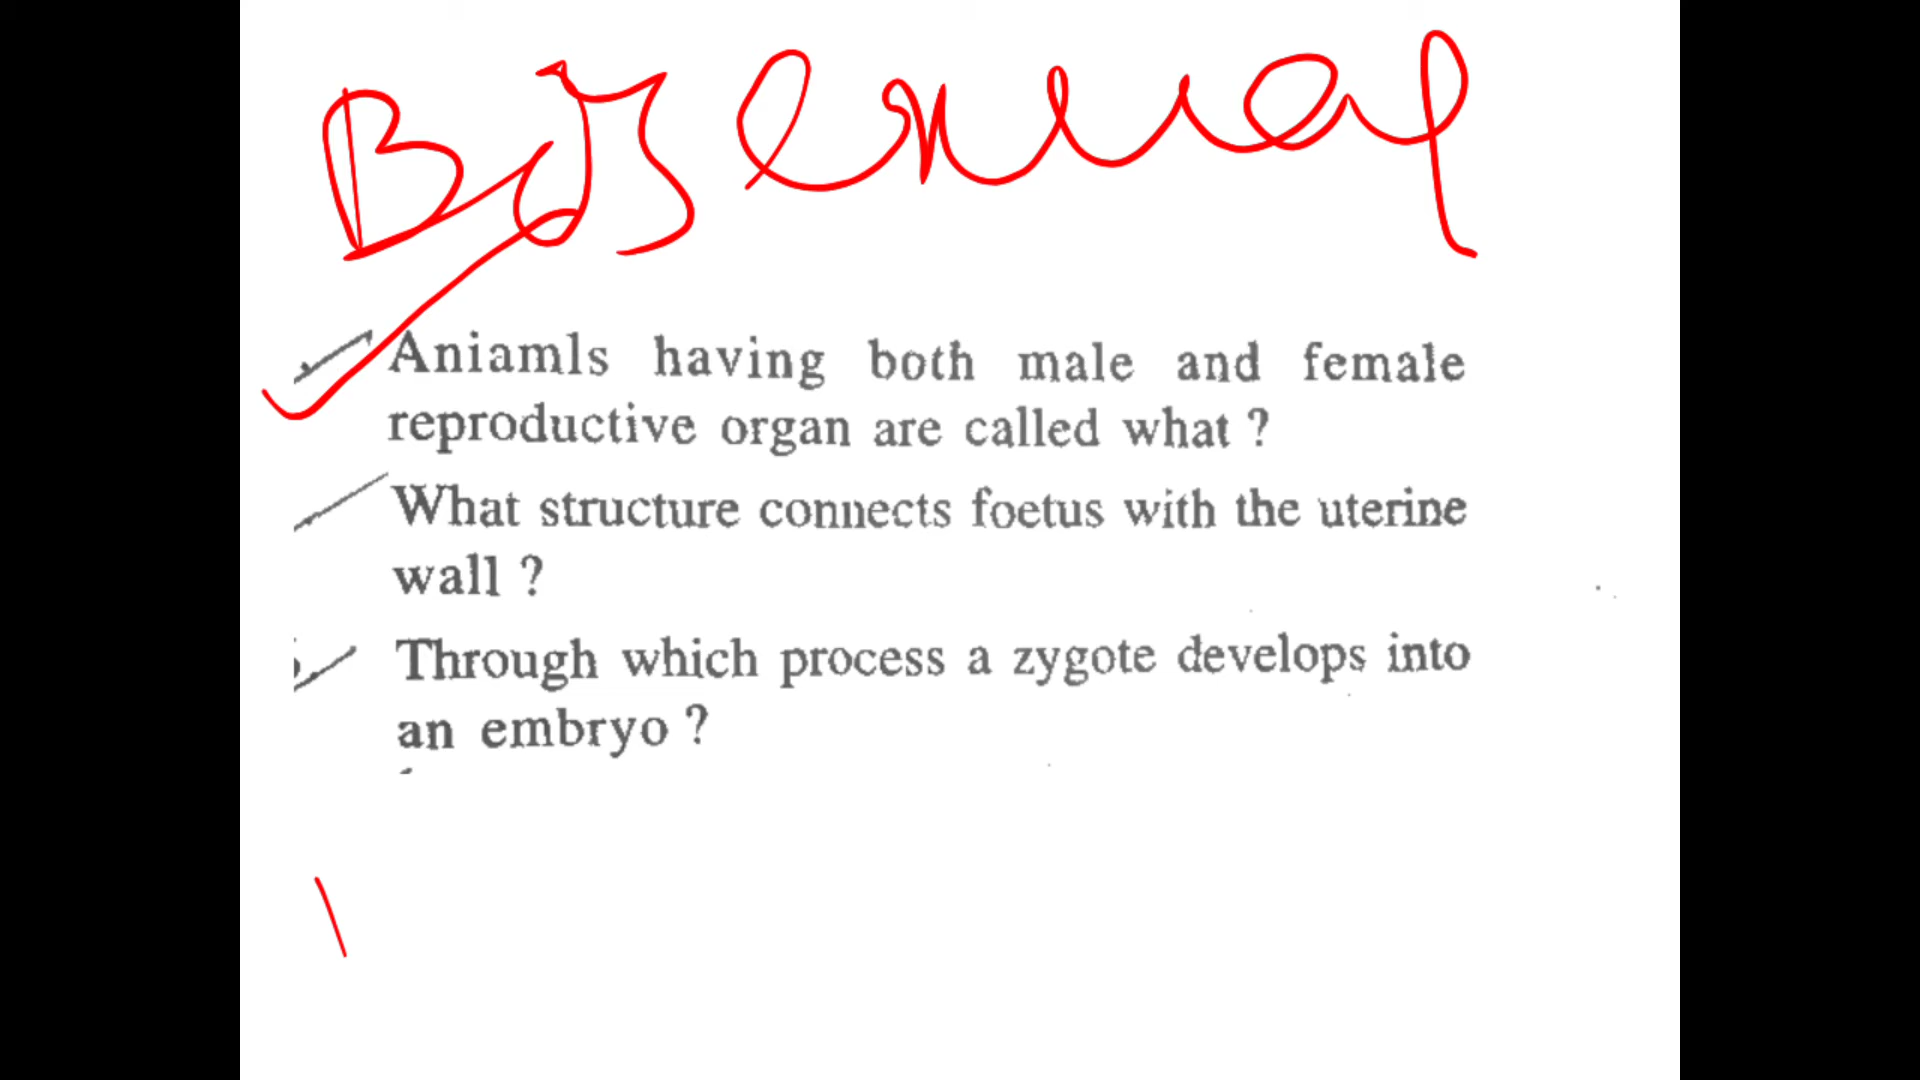 Bisexual
Aniamls having both male and female
reproductive organ are called what ?
What structure connects foetus with the uterine
wall ?
Through which process a zygote develops into
an embryo ?